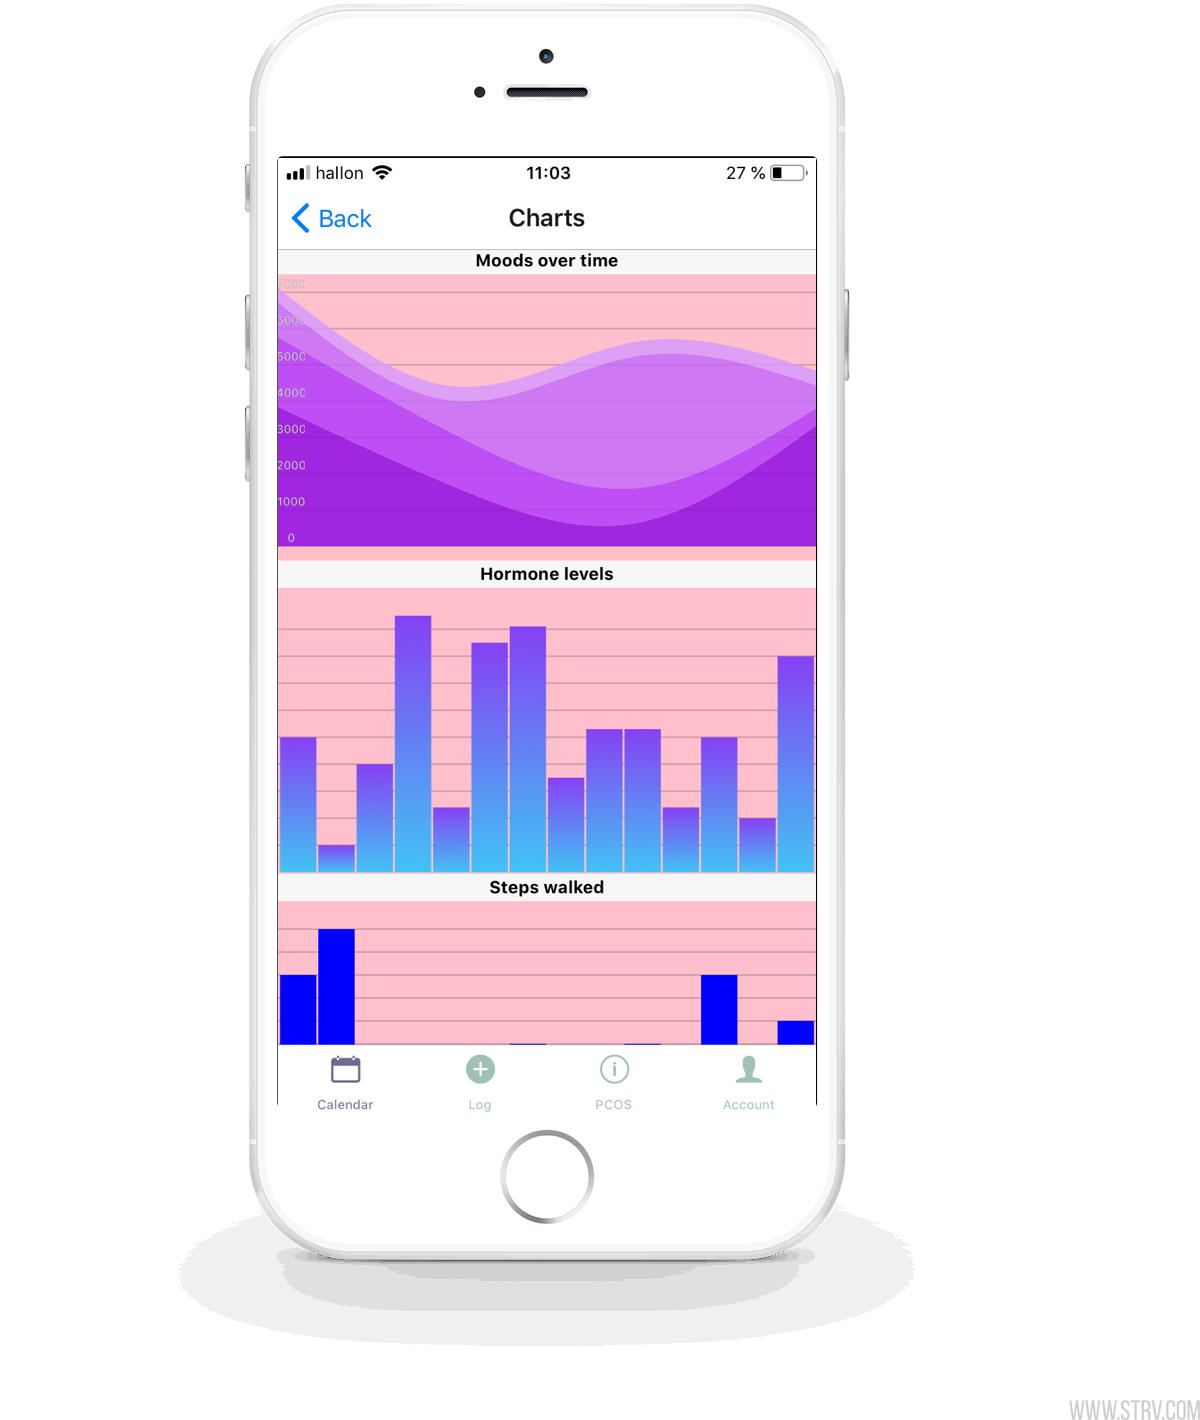 hallon 11:03 27 %
Back Charts
Moods over time
7000
6000
5000
4000
3000
2000
1000
0
Hormone levels
Steps walked
Calendar Log PCOS Account
WWW.STRV.COM